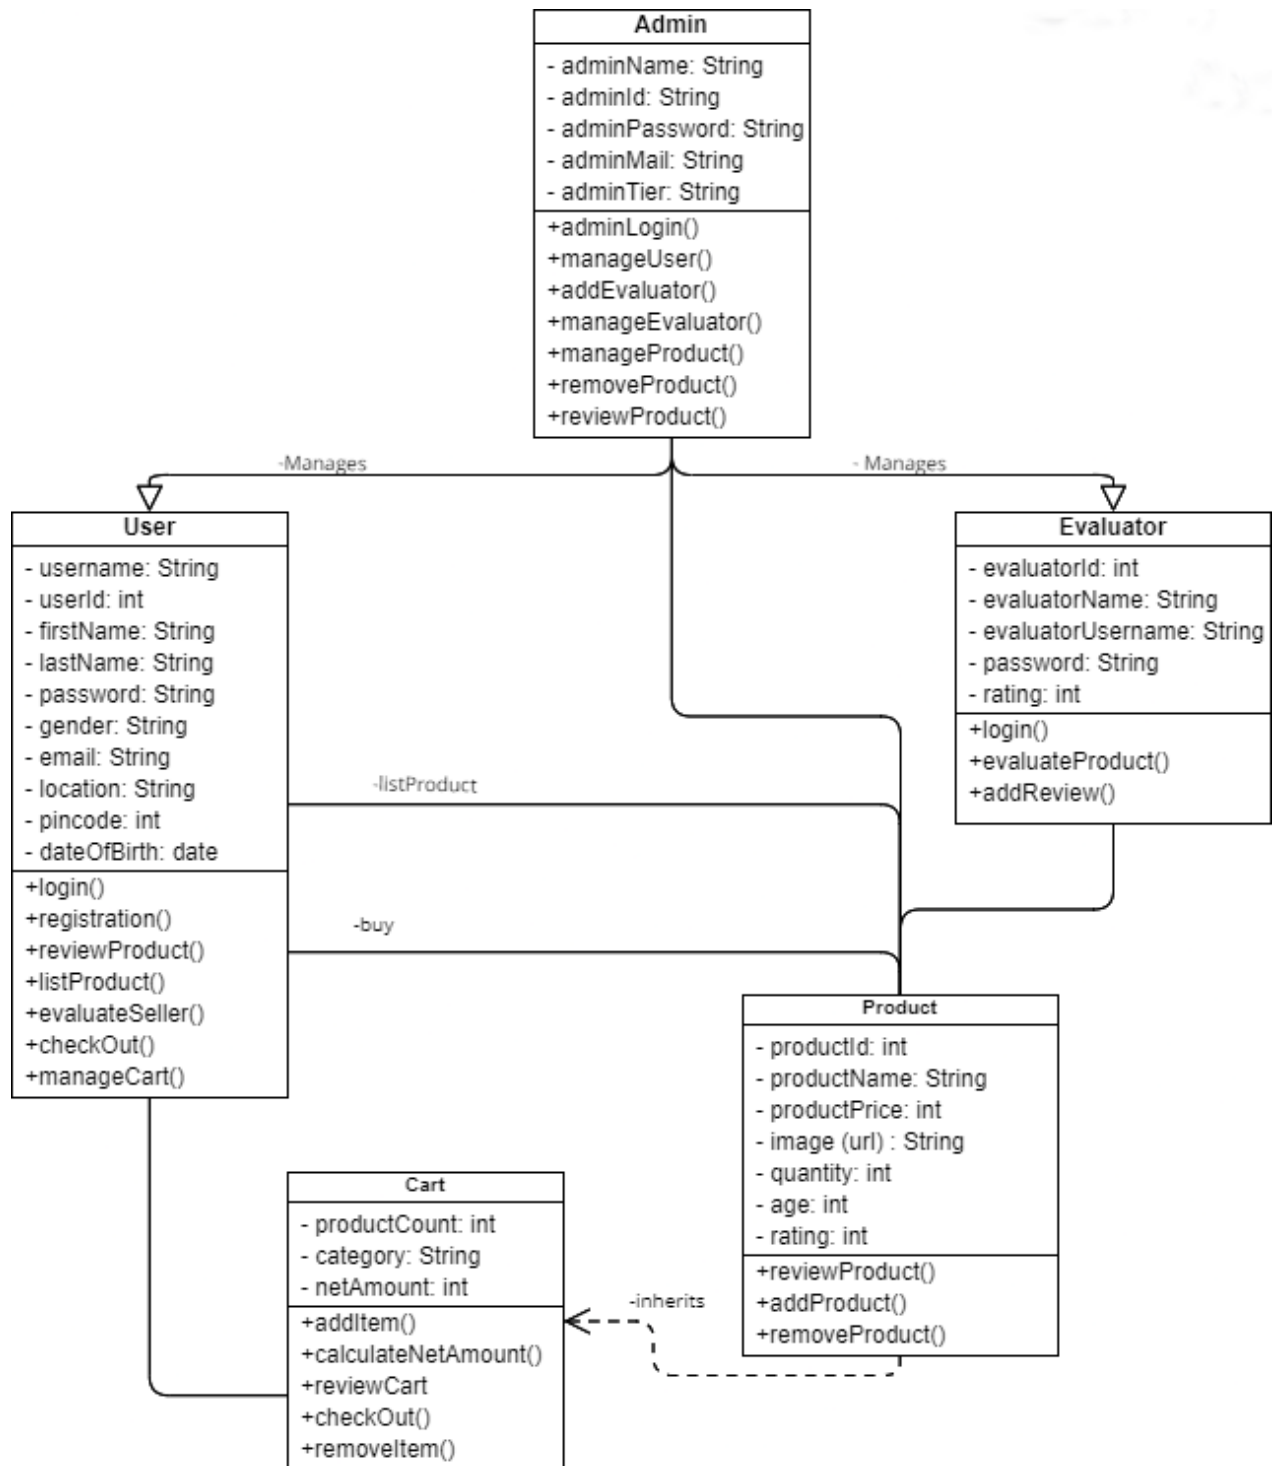 Admin
- adminName: String
- adminId: String
- adminPassword: String
- adminMail: String
- adminTier: String
+adminLogin()
+manageUser()
+addEvaluator()
+manageEvaluator()
+manageProduct()
+removeProduct()
+reviewProduct()
-Manages
- Manages
User
- username: String
- userId: int
- firstName: String
- lastName: String
- password: String
- gender: String
- email: String
- location: String
- pincode: int
- dateOfBirth: date
+login()
+registration()
+reviewProduct()
+listProduct()
+evaluateSeller()
+checkOut()
+manageCart()
Evaluator
- evaluatorId: int
- evaluatorName: String
- evaluatorUsername: String
- password: String
- rating: int
+login()
+evaluateProduct()
+addReview()
-listProduct
-buy
Product
- productId: int
- productName: String
- productPrice: int
- image (url) : String
- quantity: int
- age: int
- rating: int
+reviewProduct()
+addProduct()
+removeProduct()
-inherits
Cart
- productCount: int
- category: String
- netAmount: int
+addItem()
+calculateNetAmount()
+reviewCart
+checkOut()
+removeItem()